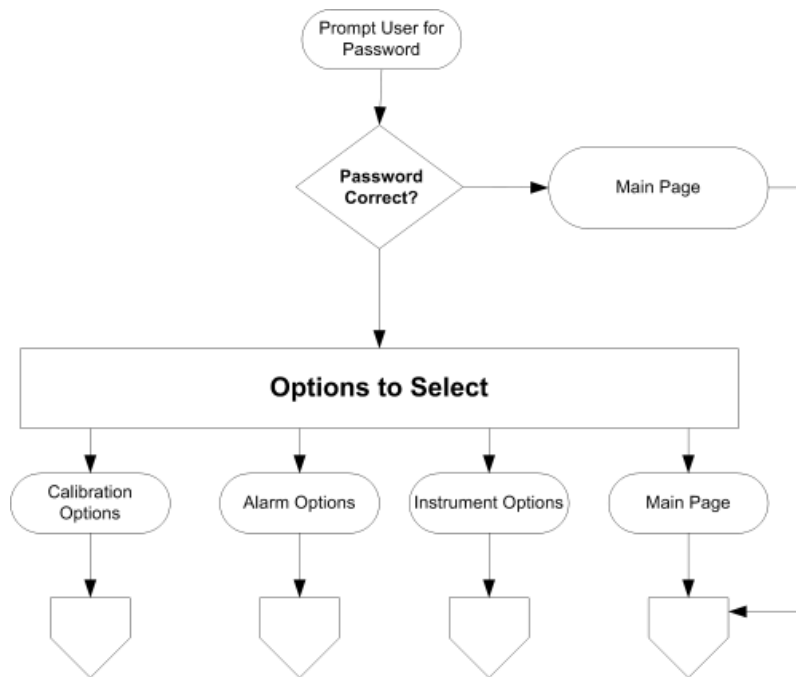 Prompt User for
Password
Password
Correct?
Main Page
Options to Select
Calibration
Options
Alarm Options
Instrument Options
Main Page